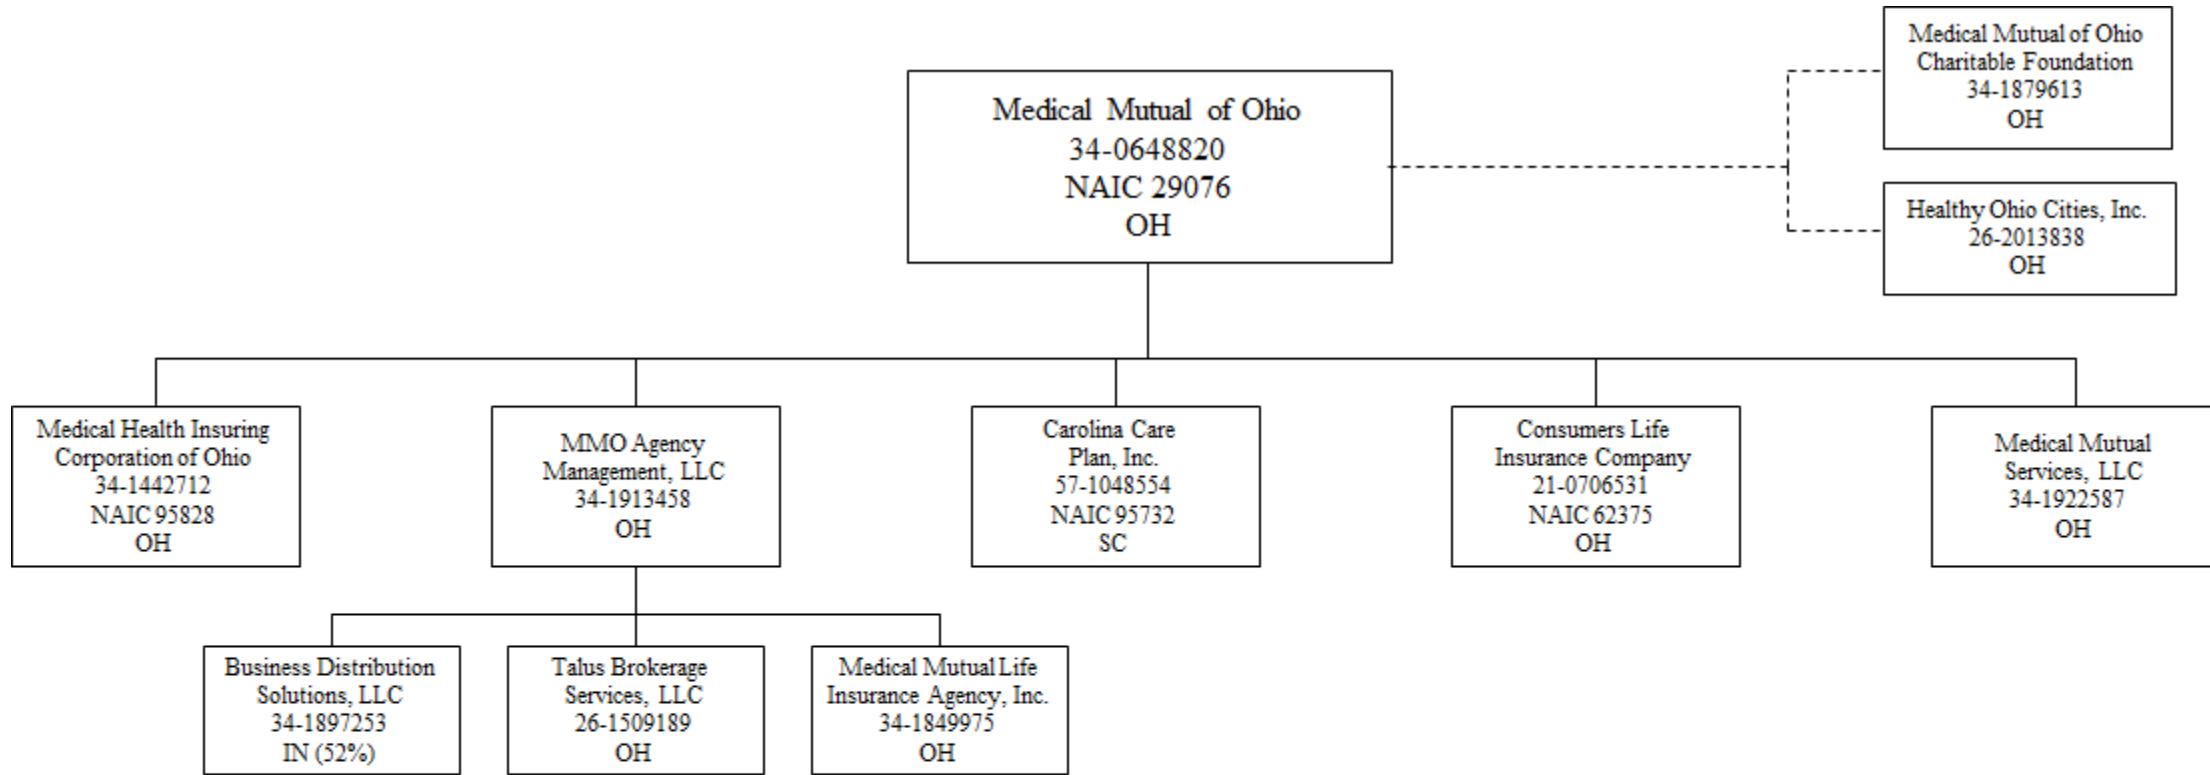 Medical Mutual of Ohio
Charitable Foundation
34-1879613
OH
Medical Mutual of Ohio
34-0648820
NAIC 29076
OH
Healthy Ohio Cities, Inc.
26-2013838
OH
Medical Health Insuring
Corporation of Ohio
34-1442712
NAIC 95828
OH
MMO Agency
Management, LLC
34-1913458
OH
Carolina Care
Plan, Inc.
57-1048554
NAIC 95732
SC
Consumers Life
Insurance Company
21-0706531
NAIC 62375
OH
Medical Mutual
Services, LLC
34-1922587
OH
Business Distribution
Solutions, LLC
34-1897253
IN (52%)
Talus Brokerage
Services, LLC
26-1509189
OH
Medical Mutual Life
Insurance Agency, Inc.
34-1849975
OH